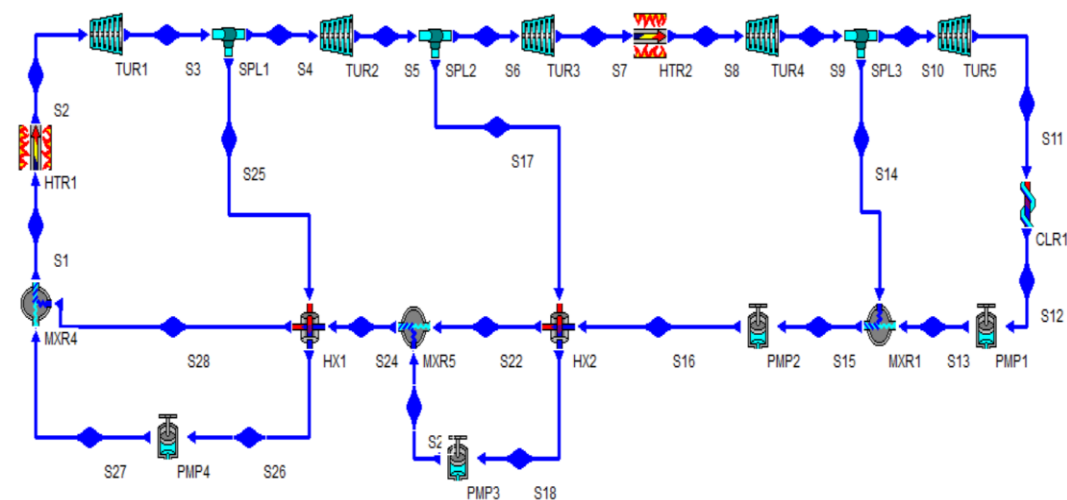 TUR1
S3
SPL1
S4
TUR2
S5
SPL2
S6
TUR3
S7
HTR2
S8
TUR4
S9
SPL3
S10
TUR5
S2
S25
S17
S14
S11
HTR1
CLR1
S1
MXR4
S28
HX1
S24
MXR5
S22
HX2
S16
PMP2
S15
MXR1
S13
PMP1
S12
S27
PMP4
S26
PMP3
S18